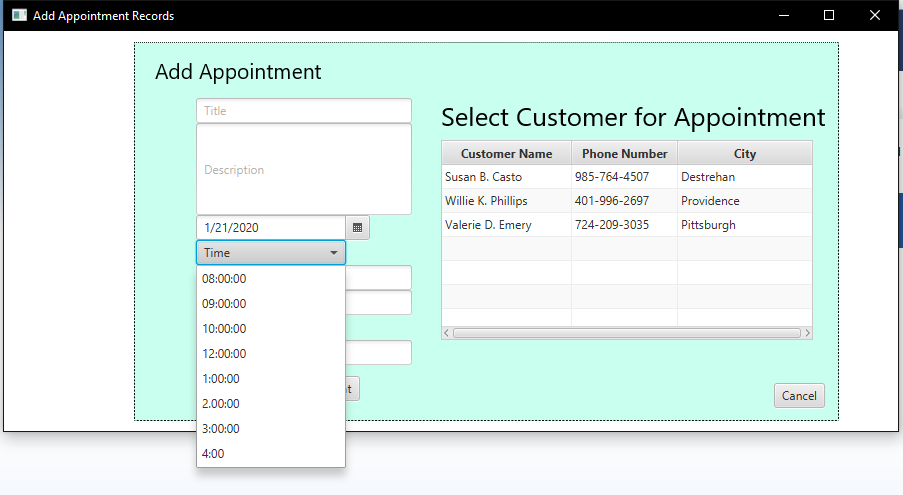 Add Appointment Records
Add Appointment
Title
Description
1/21/2020
Time
08:00:00
09:00:00
10:00:00
12:00:00
1:00:00
2.00:00
3:00:00
4:00
Select Customer for Appointment
Customer Name Phone Number City
Susan B. Casto 985-764-4507 Destrehan
Willie K. Phillips 401-996-2697 Providence
Valerie D. Emery 724-209-3035 Pittsburgh
Cancel